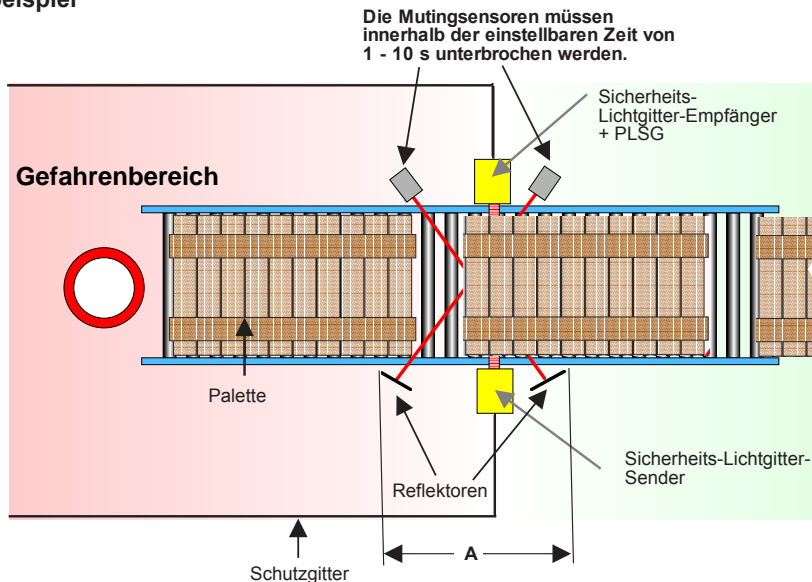 Die Mutingsensoren müssen
innerhalb der einstellbaren Zeit von
1 - 10 s unterbrochen werden.
Sicherheits-
Lichtgitter-Empfänger
+ PLSG
Gefahrenbereich
Palette
Reflektoren
Sicherheits-Lichtgitter-
Sender
A
Schutzgitter